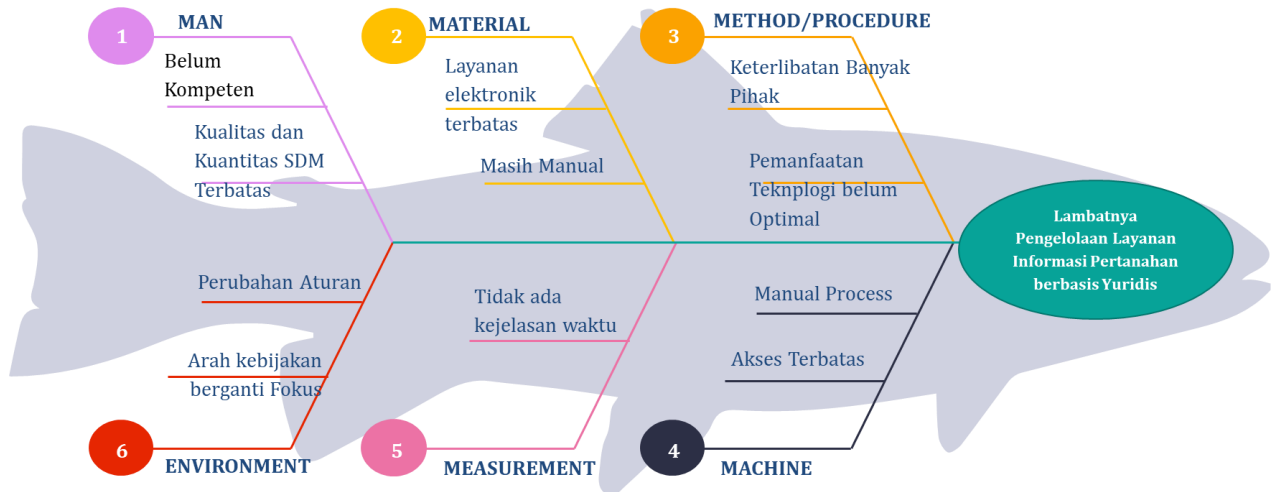 1
MAN
Belum
Kompeten
Kualitas dan
Kuantitas SDM
Terbatas
2
MATERIAL
Layanan
elektronik
terbatas
Masih Manual
3
METHOD/PROCEDURE
Keterlibatan Banyak
Pihak
Pemanfaatan
Teknplogi belum
Optimal
Lambatnya
Pengelolaan Layanan
Informasi Pertanahan
berbasis Yuridis
Perubahan Aturan
Arah kebijakan
berganti Fokus
6
ENVIRONMENT
Tidak ada
kejelasan waktu
5
MEASUREMENT
Manual Process
Akses Terbatas
4
MACHINE